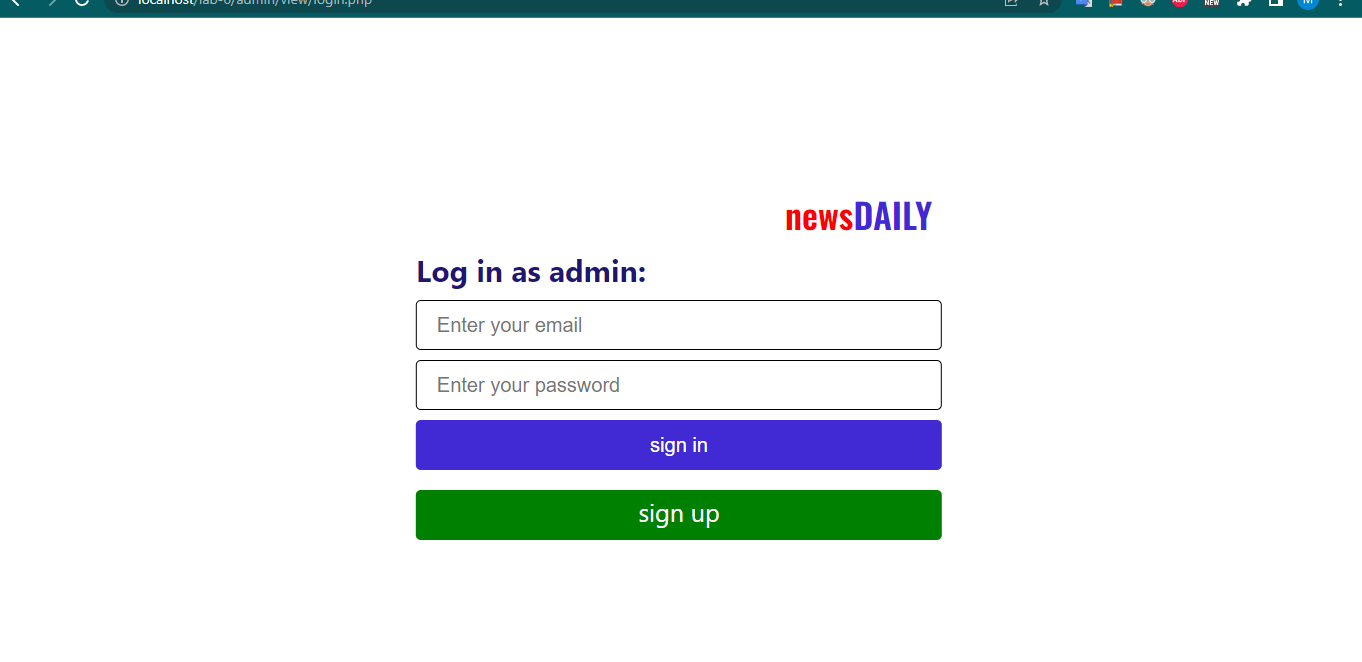 localhost/lab-6/admin/view/login.php
NEW
M
newsDAILY
Log in as admin:
Enter your email
Enter your password
sign in
sign up